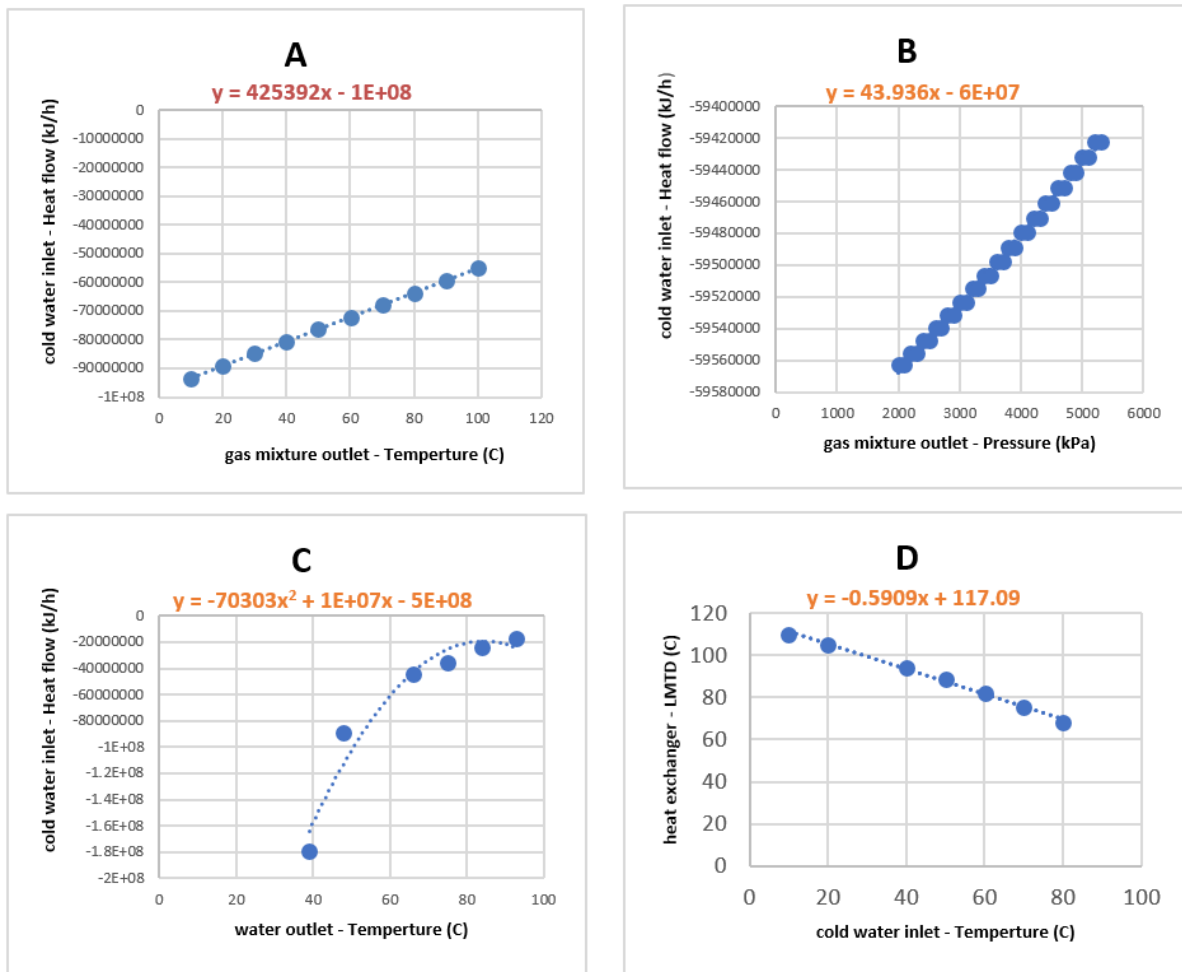 A
y = 425392x - 1E+08
cold water inlet - Heat flow (kJ/h)
0
-10000000
-20000000
-30000000
-40000000
-50000000
-60000000
-70000000
-80000000
-90000000
-1E+08
0 20 40 60 80 100 120
gas mixture outlet - Temperture (C)
B
y = 43.936x - 6E+07
cold water inlet - Heat flow (kJ/h)
-59400000
-59420000
-59440000
-59460000
-59480000
-59500000
-59520000
-59540000
-59560000
-59580000
0 1000 2000 3000 4000 5000 6000
gas mixture outlet - Pressure (kPa)
C
y = -70303x² + 1E+07x - 5E+08
cold water inlet - Heat flow (kJ/h)
0
-20000000
-40000000
-60000000
-80000000
-1E+08
-1.2E+08
-1.4E+08
-1.6E+08
-1.8E+08
-2E+08
0 20 40 60 80 100
water outlet - Temperture (C)
D
y = -0.5909x + 117.09
heat exchanger - LMTD (C)
120
100
80
60
40
20
0
0 20 40 60 80 100
cold water inlet - Temperture (C)